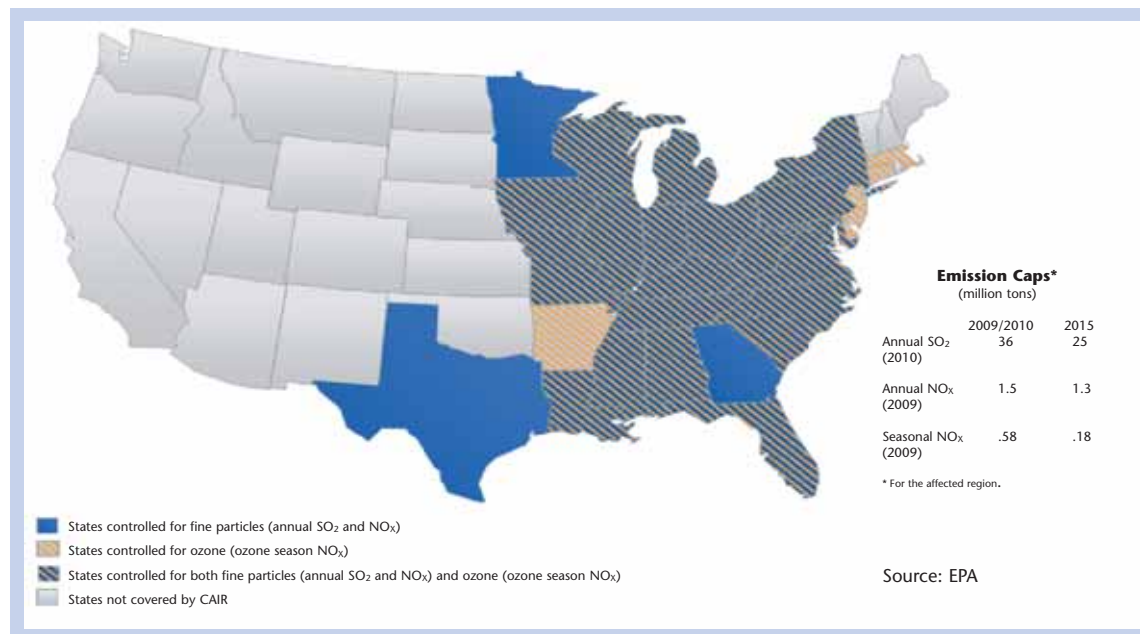 Emission Caps*
(million tons)
2009/2010 2015
Annual SO₂ 36 25
(2010)
Annual NOX 1.5 1.3
(2009)
Seasonal NOX .58 .18
(2009)
* For the affected region.
States controlled for fine particles (annual SO₂ and NOX)
States controlled for ozone (ozone season NOX)
States controlled for both fine particles (annual SO₂ and NOX) and ozone (ozone season NOX)
States not covered by CAIR
Source: EPA